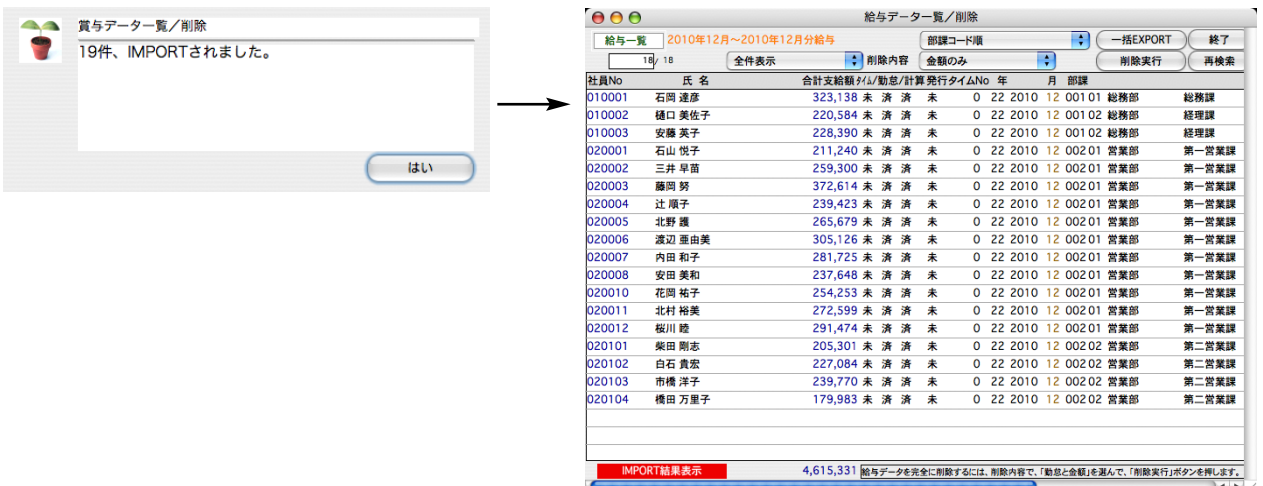 賞与データ一覧／削除
19件、IMPORTされました。
はい
給与データ一覧／削除
給与一覧 2010年12月～2010年12月分給与 部課コード順 一括EXPORT 終了
18/ 18 全件表示 削除内容 金額のみ 削除実行 再検索
社員No 氏 名 合計支給額 ﾀｲﾑ/勤怠/計算 発行 タイムNo 年 月 部課
010001 石岡 達彦 323,138 未 済 済 未 0 22 2010 12 001 01 総務部 総務課
010002 樋口 美佐子 220,584 未 済 済 未 0 22 2010 12 001 02 総務部 経理課
010003 安藤 英子 228,390 未 済 済 未 0 22 2010 12 001 02 総務部 経理課
020001 石山 悦子 211,240 未 済 済 未 0 22 2010 12 002 01 営業部 第一営業課
020002 三井 早苗 259,300 未 済 済 未 0 22 2010 12 002 01 営業部 第一営業課
020003 藤岡 努 372,614 未 済 済 未 0 22 2010 12 002 01 営業部 第一営業課
020004 辻 順子 239,423 未 済 済 未 0 22 2010 12 002 01 営業部 第一営業課
020005 北野 護 265,679 未 済 済 未 0 22 2010 12 002 01 営業部 第一営業課
020006 渡辺 亜由美 305,126 未 済 済 未 0 22 2010 12 002 01 営業部 第一営業課
020007 内田 和子 281,725 未 済 済 未 0 22 2010 12 002 01 営業部 第一営業課
020008 安田 美和 237,648 未 済 済 未 0 22 2010 12 002 01 営業部 第一営業課
020010 花岡 祐子 254,253 未 済 済 未 0 22 2010 12 002 01 営業部 第一営業課
020011 北村 裕美 272,599 未 済 済 未 0 22 2010 12 002 01 営業部 第一営業課
020012 桜川 睦 291,474 未 済 済 未 0 22 2010 12 002 01 営業部 第一営業課
020101 柴田 剛志 205,301 未 済 済 未 0 22 2010 12 002 02 営業部 第二営業課
020102 白石 貴宏 227,084 未 済 済 未 0 22 2010 12 002 02 営業部 第二営業課
020103 市橋 洋子 239,770 未 済 済 未 0 22 2010 12 002 02 営業部 第二営業課
020104 橋田 万里子 179,983 未 済 済 未 0 22 2010 12 002 02 営業部 第二営業課
IMPORT結果表示 4,615,331 給与データを完全に削除するには、削除内容で、「勤怠と金額」を選んで、「削除実行」ボタンを押します。